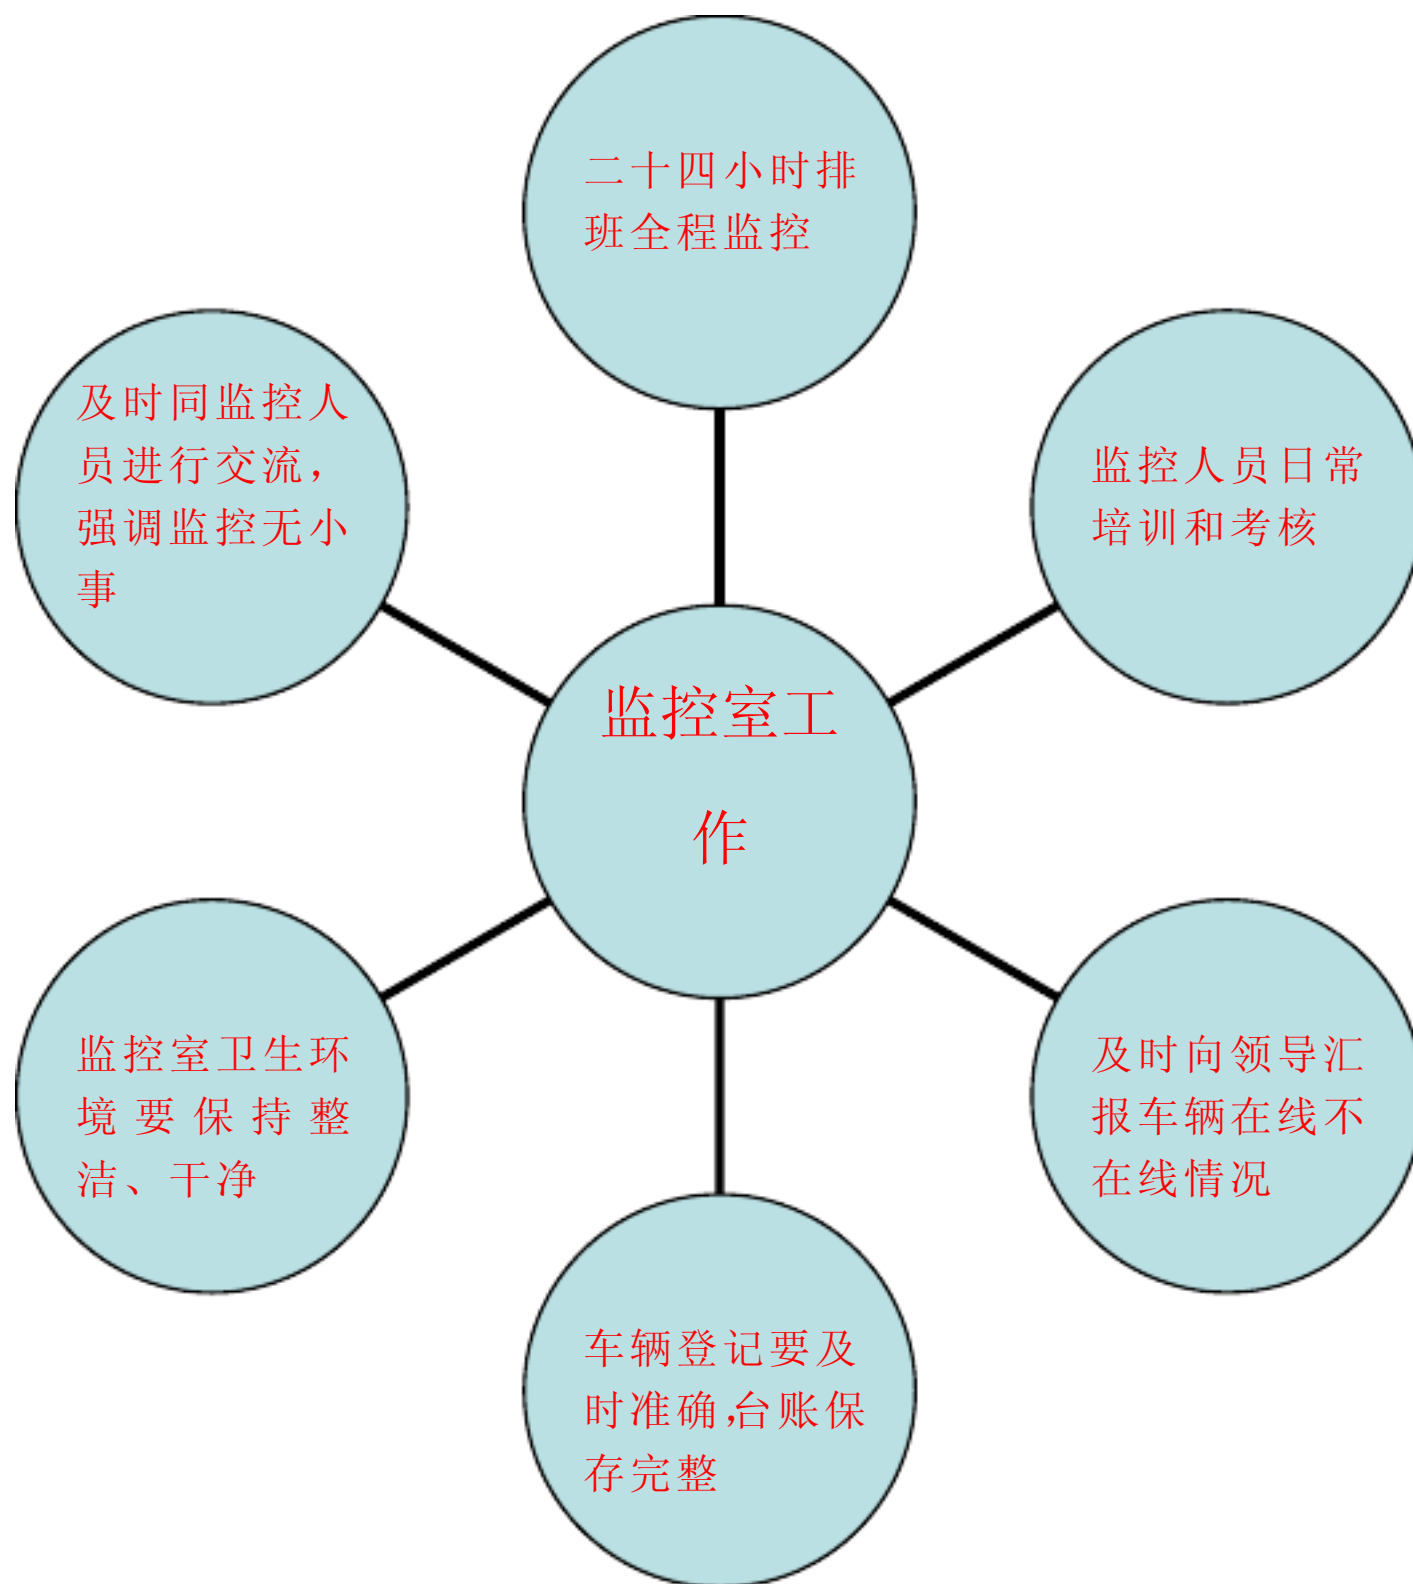 二十四小时排
班全程监控
及时同监控人
员进行交流，
强调监控无小
事
监控人员日常
培训和考核
监控室工
作
监控室卫生环
境要保持整
洁、干净
及时向领导汇
报车辆在线不
在线情况
车辆登记要及
时准确,台账保
存完整